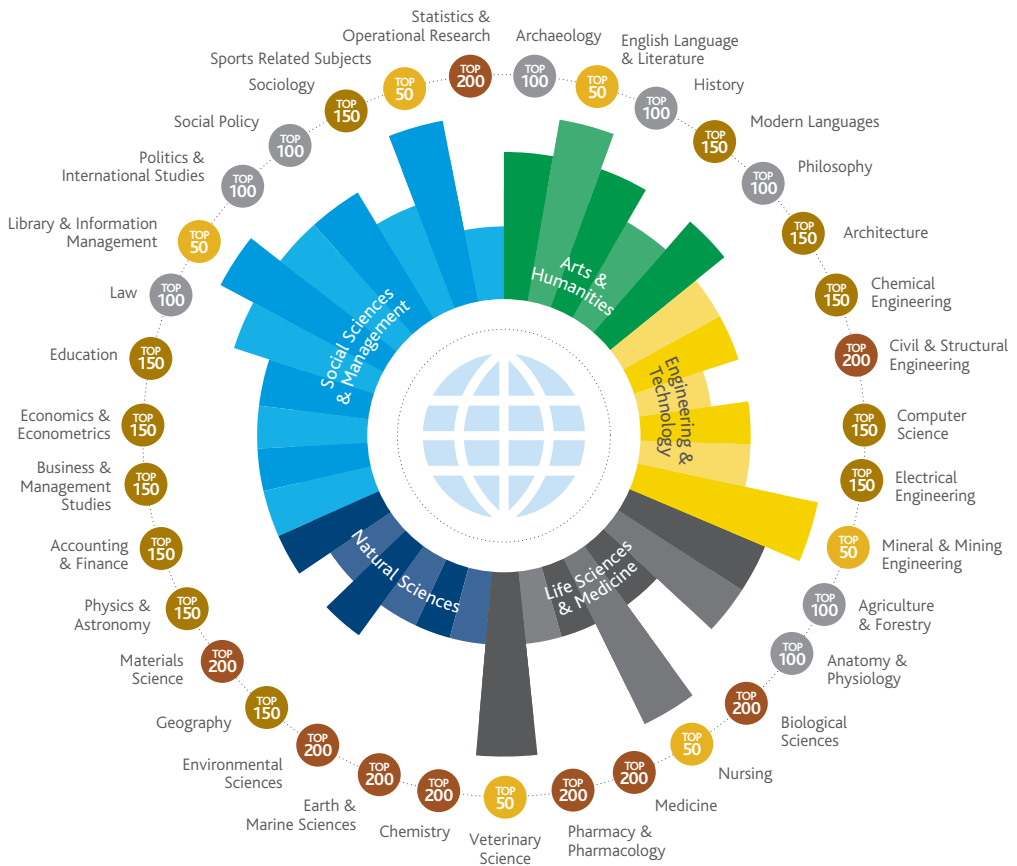 Statistics &
Operational Research
TOP
200
Archaeology
TOP
100
English Language
& Literature
TOP
50
History
TOP
100
Modern Languages
TOP
150
Philosophy
TOP
100
Architecture
TOP
150
Chemical
Engineering
TOP
150
Civil & Structural
Engineering
TOP
200
Computer
Science
TOP
150
Electrical
Engineering
TOP
150
Mineral & Mining
Engineering
TOP
50
Agriculture
& Forestry
TOP
100
Anatomy &
Physiology
TOP
100
Biological
Sciences
TOP
200
Nursing
TOP
50
Medicine
TOP
200
Pharmacy &
Pharmacology
TOP
200
Veterinary
Science
TOP
50
Chemistry
TOP
200
Earth &
Marine Sciences
TOP
200
Environmental
Sciences
TOP
200
Geography
TOP
150
Materials
Science
TOP
200
Physics &
Astronomy
TOP
150
Accounting
& Finance
TOP
150
Business &
Management
Studies
TOP
150
Economics &
Econometrics
TOP
150
Education
TOP
150
Law
TOP
100
Library & Information
Management
TOP
50
Politics &
International Studies
TOP
100
Social Policy
TOP
100
Sociology
TOP
150
Sports Related Subjects
TOP
50
Arts &
Humanities
Engineering &
Technology
Life Sciences
& Medicine
Natural Sciences
Social Sciences
& Management